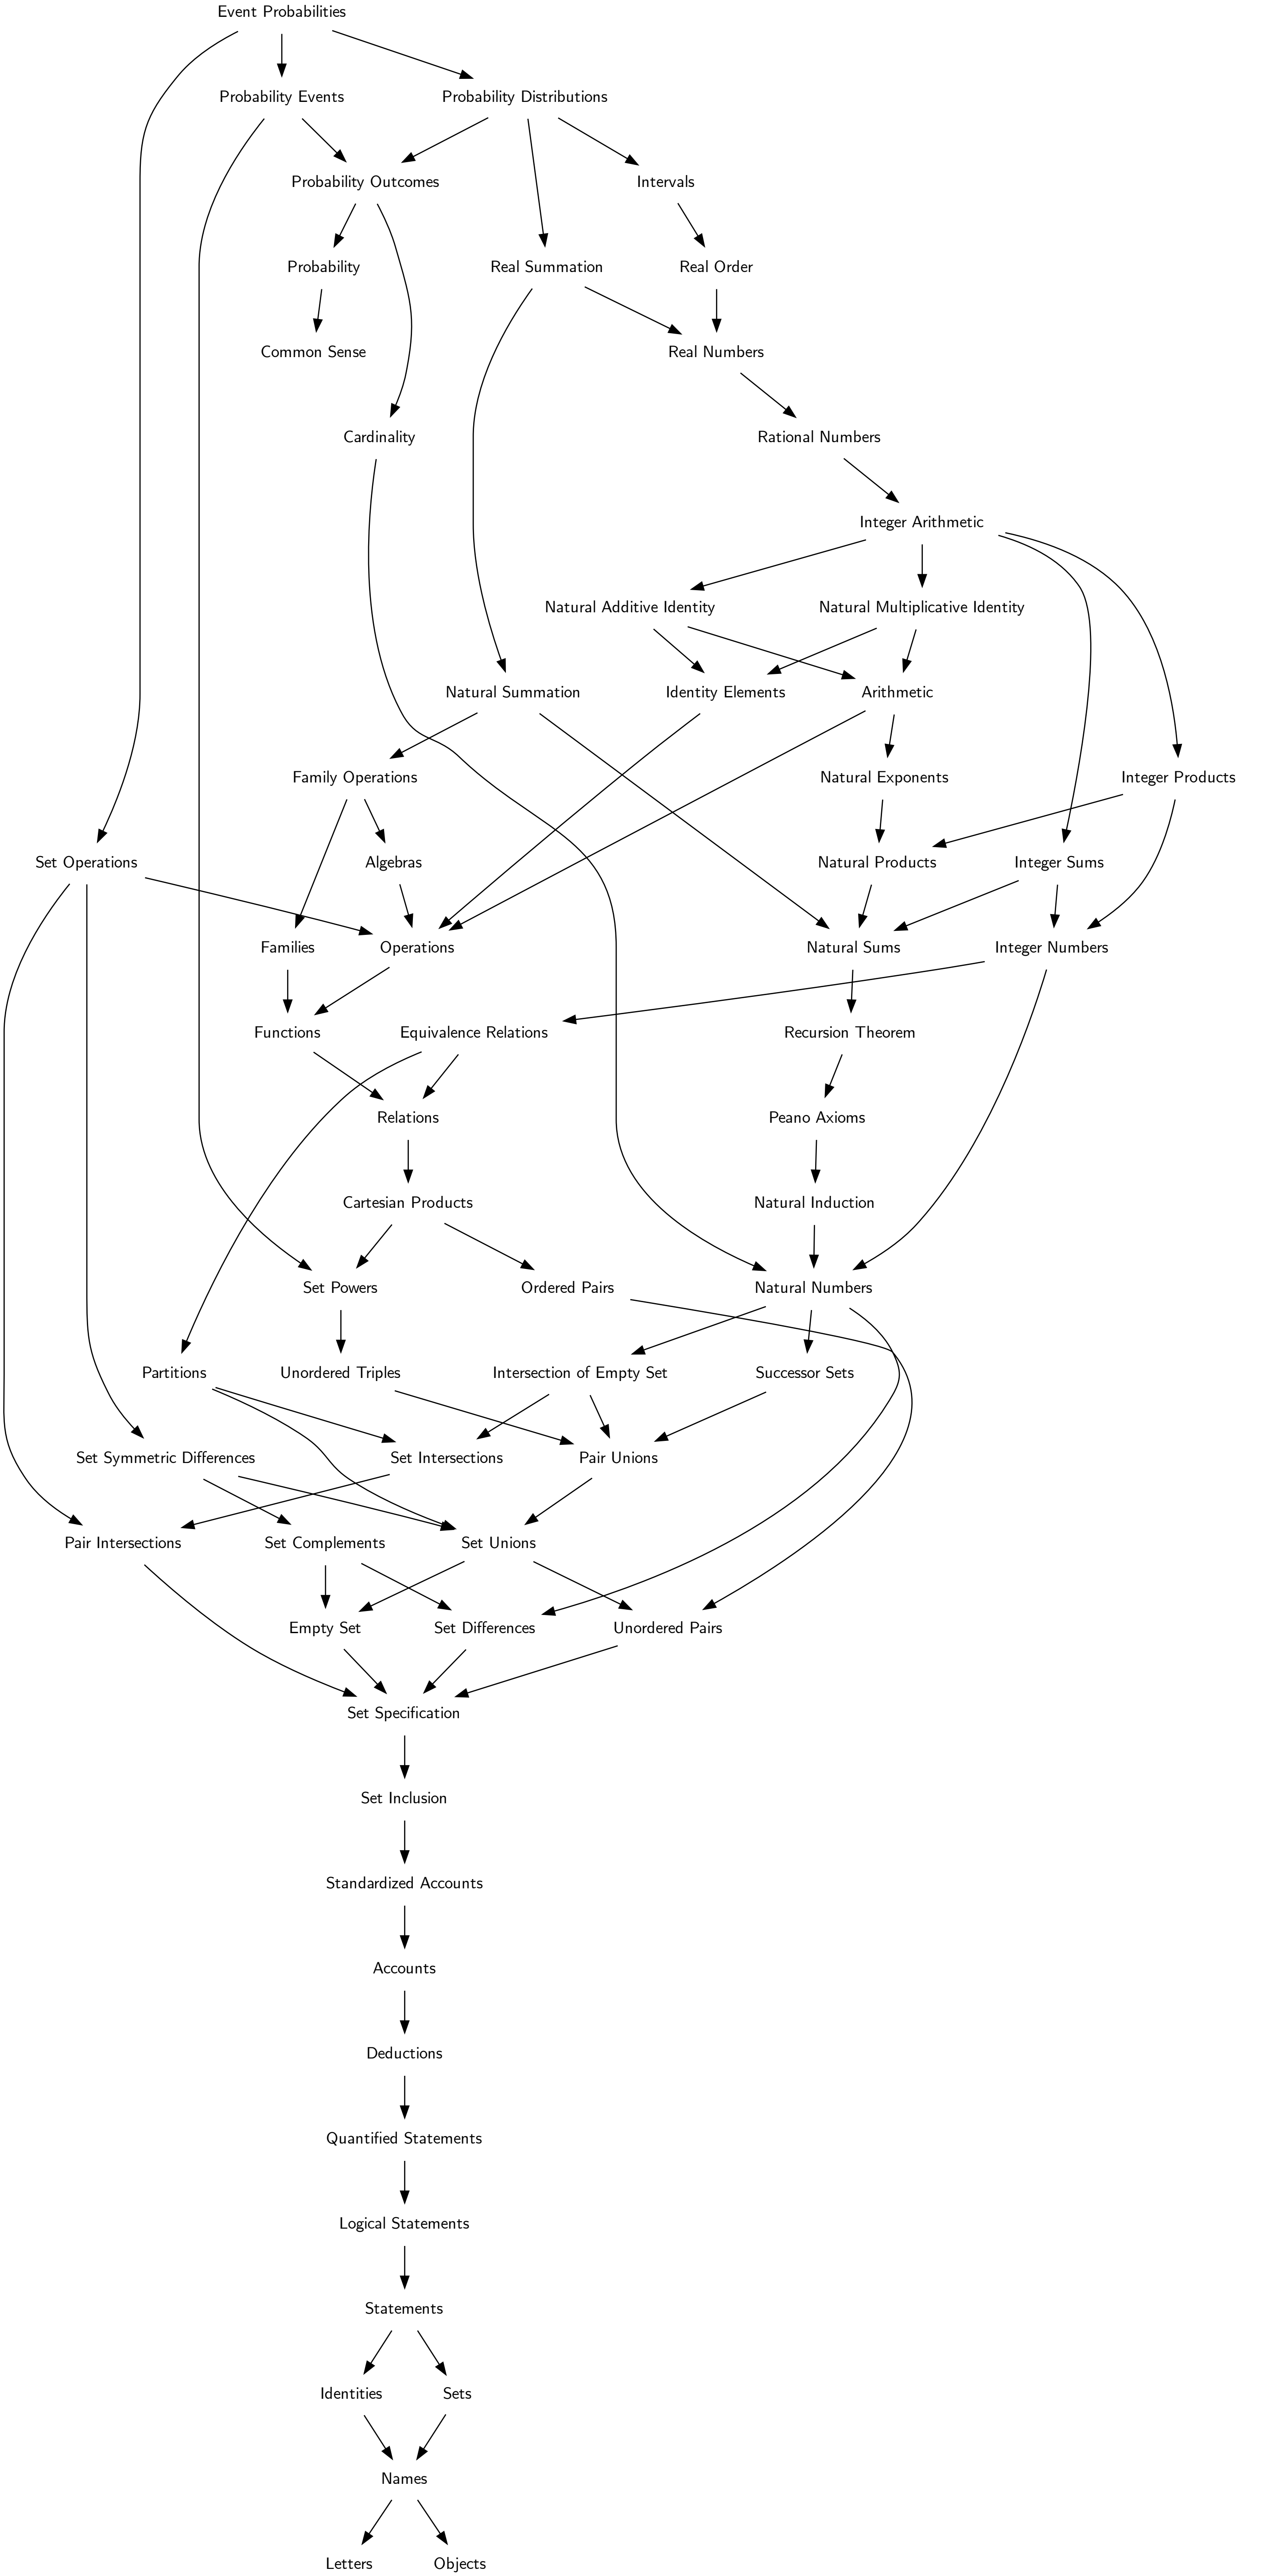 Event Probabilities
Probability Events
Probability Distributions
Probability Outcomes
Intervals
Probability
Real Summation
Real Order
Common Sense
Real Numbers
Cardinality
Rational Numbers
Integer Arithmetic
Natural Additive Identity
Natural Multiplicative Identity
Natural Summation
Identity Elements
Arithmetic
Family Operations
Natural Exponents
Integer Products
Set Operations
Algebras
Natural Products
Integer Sums
Families
Operations
Natural Sums
Integer Numbers
Functions
Equivalence Relations
Recursion Theorem
Relations
Peano Axioms
Cartesian Products
Natural Induction
Set Powers
Ordered Pairs
Natural Numbers
Partitions
Unordered Triples
Intersection of Empty Set
Successor Sets
Set Symmetric Differences
Set Intersections
Pair Unions
Pair Intersections
Set Complements
Set Unions
Empty Set
Set Differences
Unordered Pairs
Set Specification
Set Inclusion
Standardized Accounts
Accounts
Deductions
Quantified Statements
Logical Statements
Statements
Identities
Sets
Names
Letters
Objects